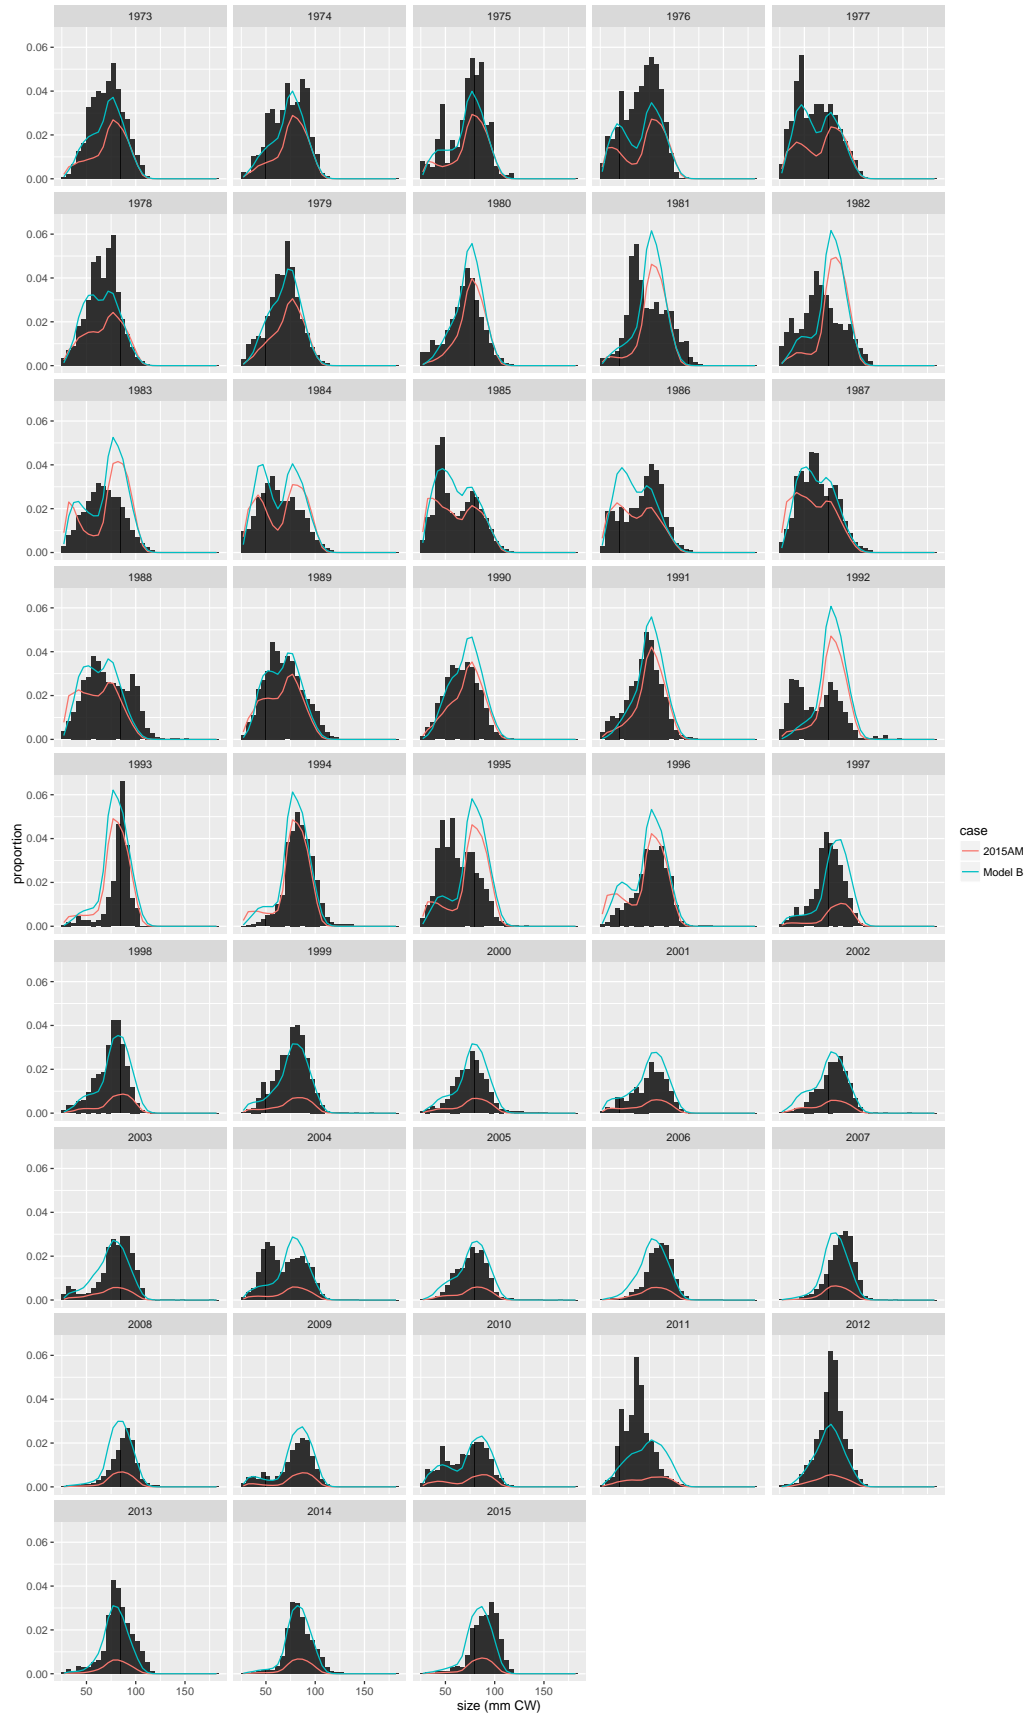 1973 1974 1975 1976 1977
0.06
0.04
0.02
0.00
1978 1979 1980 1981 1982
0.06
0.04
0.02
0.00
1983 1984 1985 1986 1987
0.06
0.04
0.02
0.00
1988 1989 1990 1991 1992
0.06
0.04
0.02
0.00
1993 1994 1995 1996 1997
0.06
0.04
0.02
0.00
proportion
case
2015AM
Model B
1998 1999 2000 2001 2002
0.06
0.04
0.02
0.00
2003 2004 2005 2006 2007
0.06
0.04
0.02
0.00
2008 2009 2010 2011 2012
0.06
0.04
0.02
0.00
2013 2014 2015
0.06
0.04
0.02
0.00
50 100 150 50 100 150 50 100 150
size (mm CW)